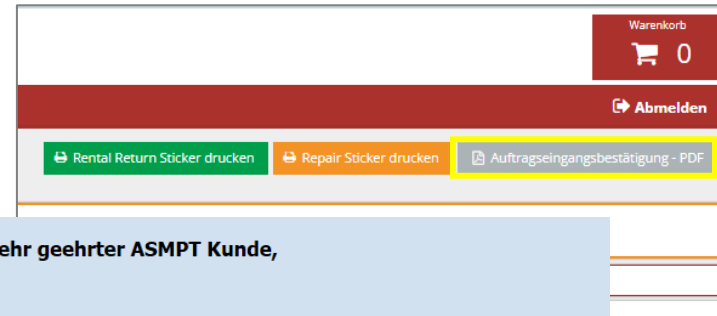 Warenkorb
0
Abmelden
Rental Return Sticker drucken
Repair Sticker drucken
Auftragseingangsbestätigung - PDF
ehr geehrter ASMPT Kunde,